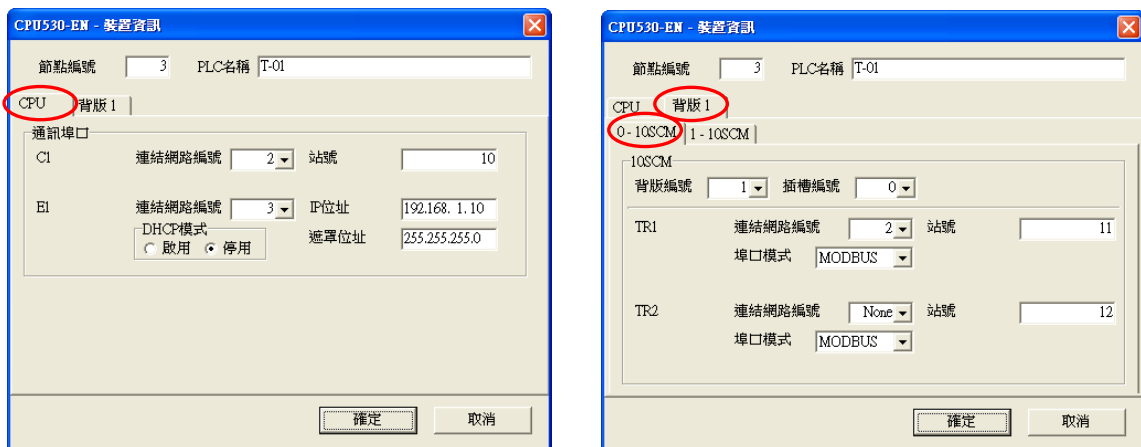 CPU530-EN - 裝置資訊
節點編號 3 PLC名稱 T-01
CPU 背版 1
通訊埠口
C1 連結網路編號 2 站號 10
E1 連結網路編號 3 IP位址 192.168. 1. 10
DHCP模式
啟用 停用
遮罩位址 255.255.255.0
確定 取消
CPU530-EN - 裝置資訊
節點編號 3 PLC名稱 T-01
CPU 背版 1
0 - 10SCM 1 - 10SCM
10SCM
背版編號 1 插槽編號 0
TR1 連結網路編號 2 站號 11
埠口模式 MODBUS
TR2 連結網路編號 None 站號 12
埠口模式 MODBUS
確定 取消